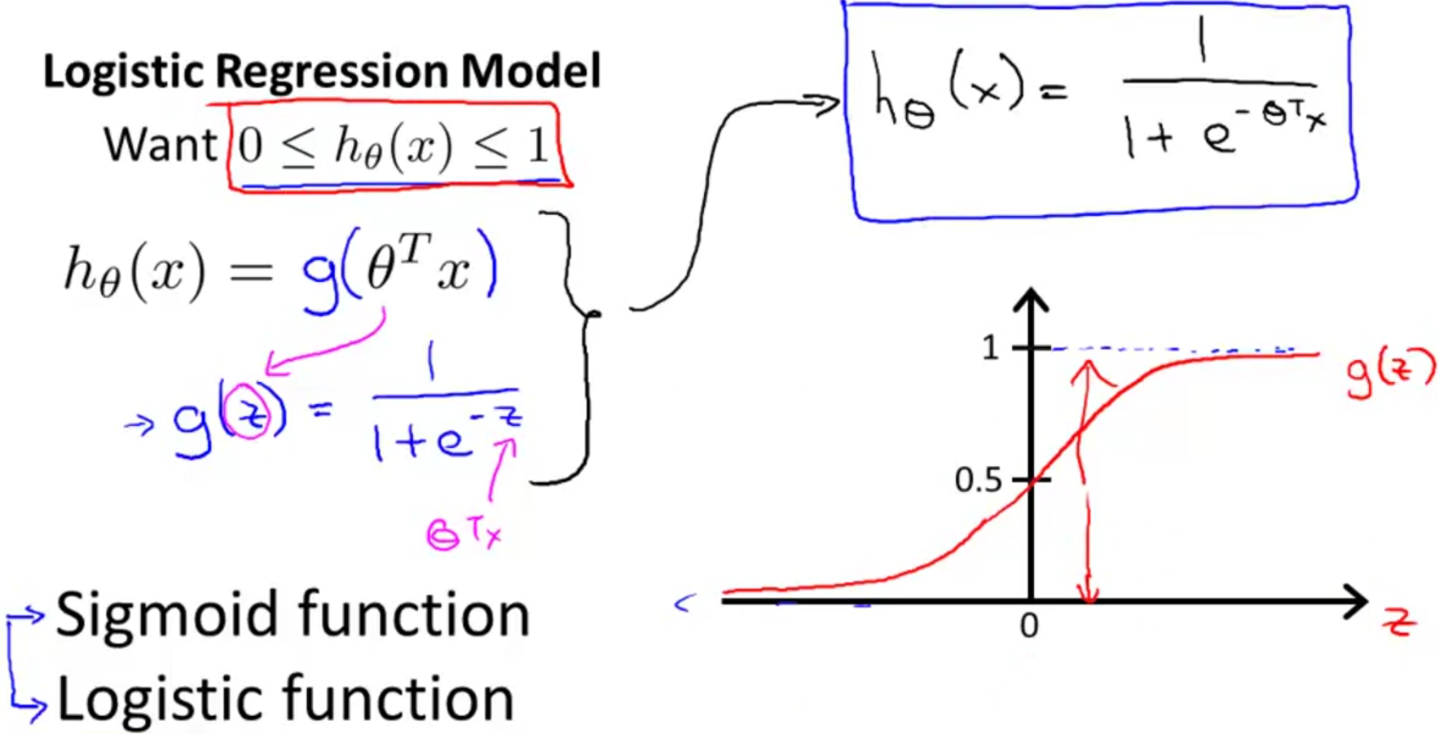 Logistic Regression Model
Want 0 ≤ hθ(x) ≤ 1
hθ(x) = g(θᵀx)
→ g(z) = 1 / (1+e^(-z))
θᵀx
→ Sigmoid function
→ Logistic function
hθ(x) = 1 / (1 + e^(-θᵀx))
1
g(z)
0.5
0
z